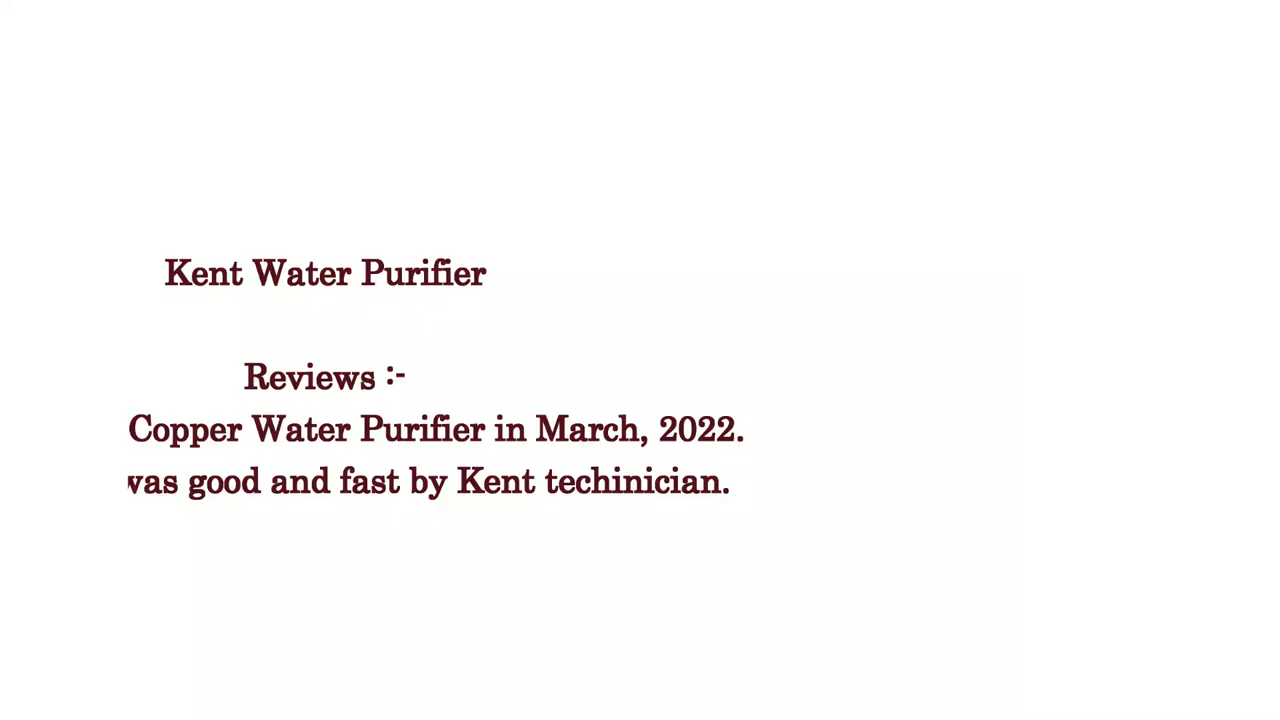 Kent Water Purifier
Reviews :-
Copper Water Purifier in March, 2022.
good and fast by Kent techinician.